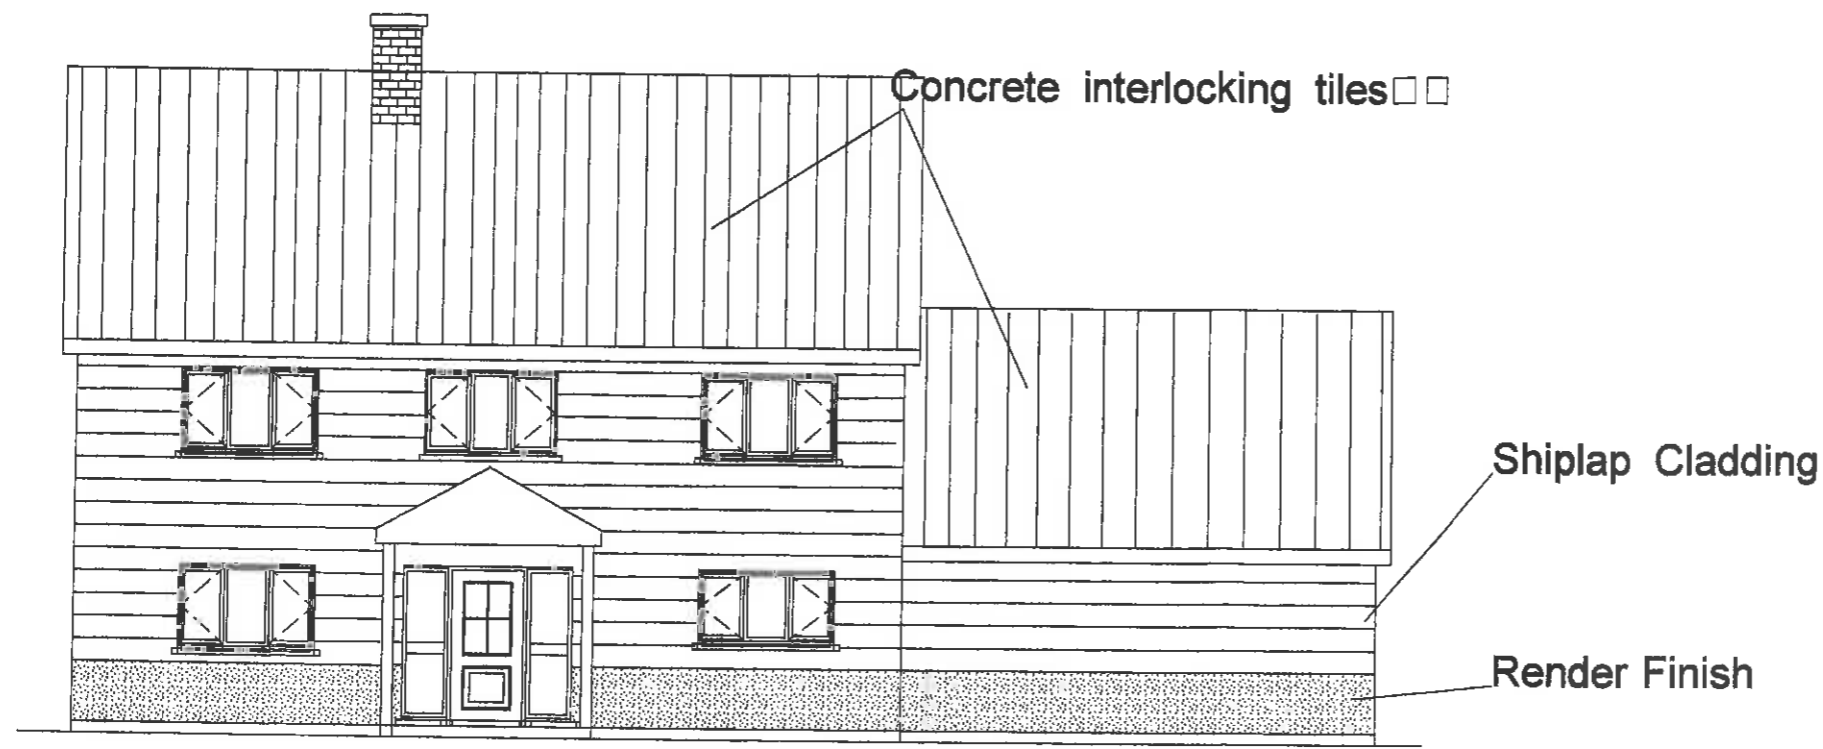 Concrete interlocking tiles□□
Shiplap Cladding
Render Finish